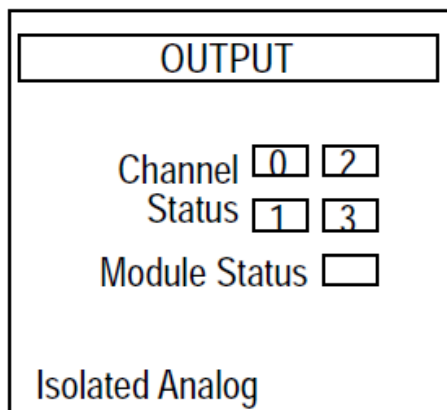 OUTPUT
Channel 0 2
Status 1 3
Module Status
Isolated Analog